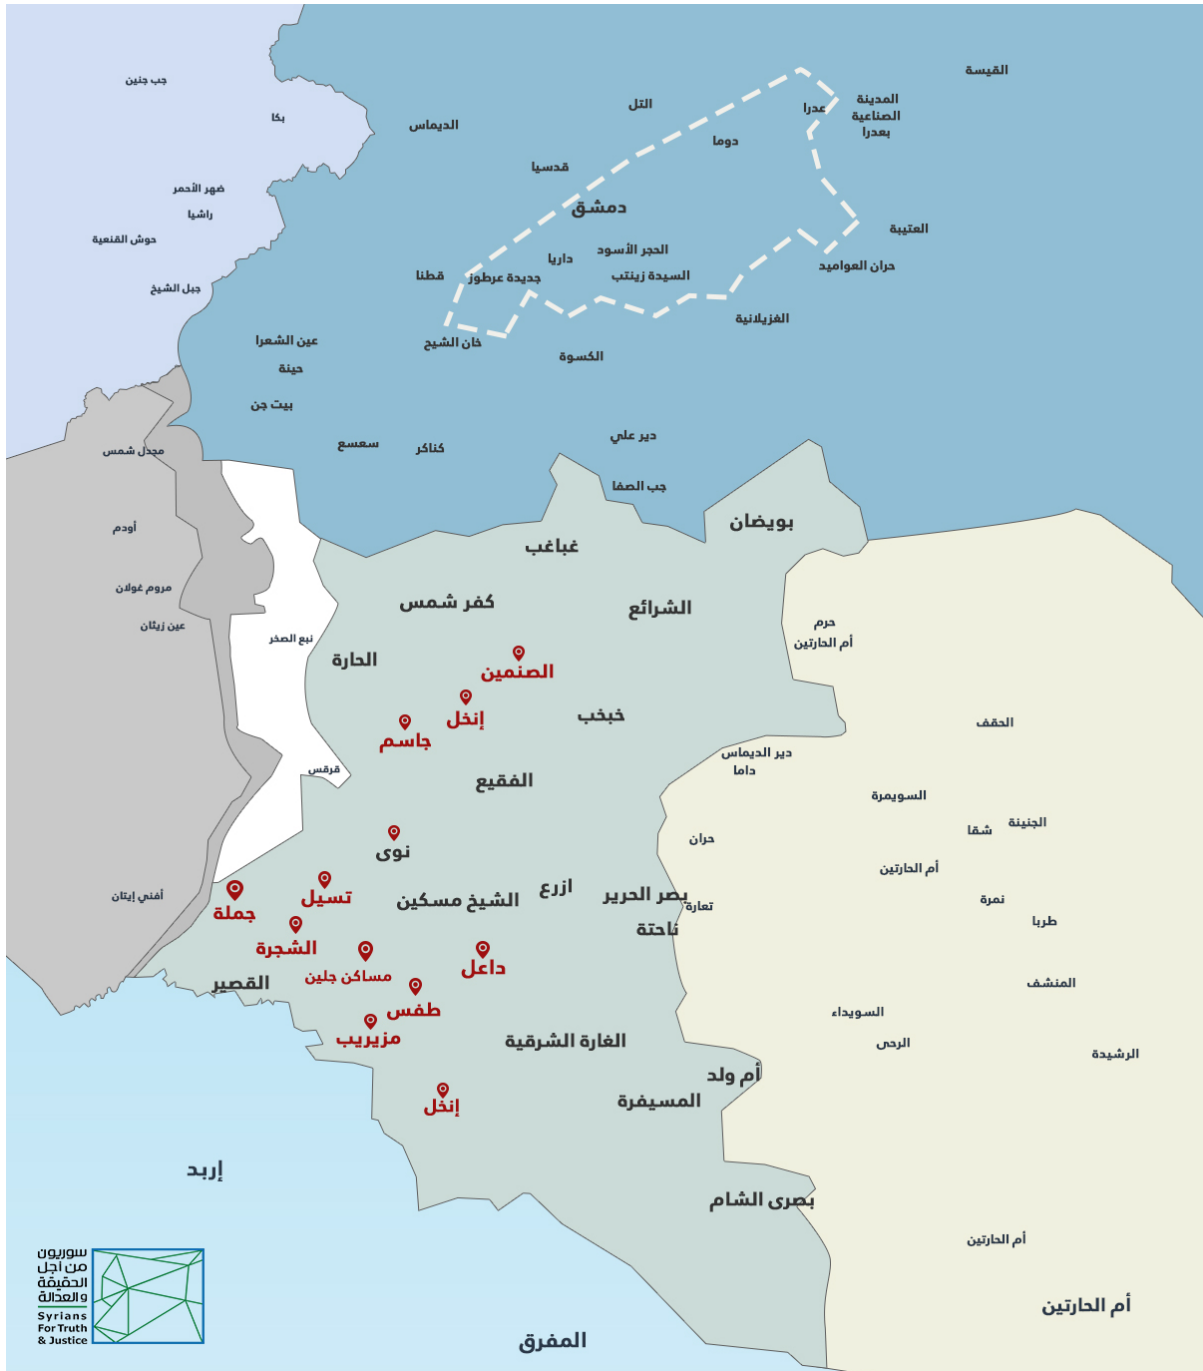 القيسة
جب جنين
المدينة
الصناعية
بعدرا
التل
عدرا
بكا
الديماس
دوما
قدسيا
ضهر الأحمر
راشيا
دمشق
العتيبة
حوش القنعية
الحجر الأسود
داريا
حران العواميد
السيدة زينتب
جديدة عرطوز
قطنا
جبل الشيخ
الغزيلانية
عين الشعرا
خان الشيح
الكسوة
حينة
بيت جن
دير علي
سعسع
كناكر
مجدل شمس
جب الصفا
بويضان
أودم
غباغب
مروم غولان
كفر شمس
الشرائع
عين زيثان
نبع الصخر
حرم
أم الحارتين
الحارة
الصنمين
إنخل
خبخب
الحقف
جاسم
دير الديماس
داما
قرقس
الفقيع
السويمرة
الجنينة
شقا
حران
نوى
أم الحارتين
أفني إيتان
تسيل
جملة
الشيخ مسكين
ازرع
بصر الحرير
تعارة
نمرة
طربا
ناحتة
الشجرة
داعل
مساكن جلين
القصير
المنشف
طفس
السويداء
مزيريب
الغارة الشرقية
الرحى
الرشيدة
أم ولد
المسيفرة
إنخل
إربد
بصرى الشام
أم الحارتين
أم الحارتين
المفرق
سوريون
من أجل
الحقيقة
والعدالة
Syrians
For Truth
& Justice